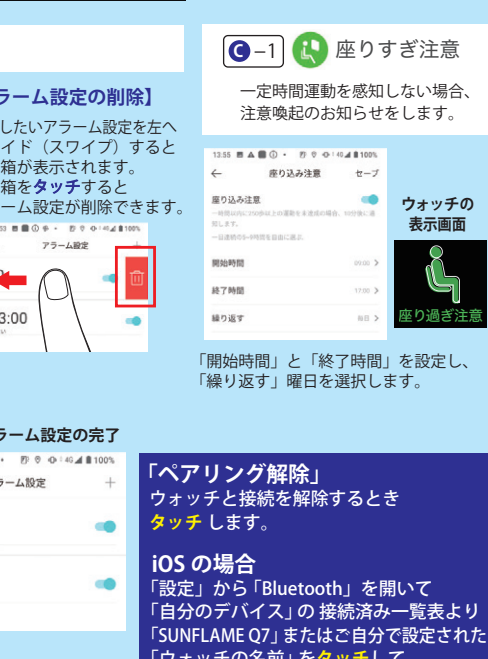 ラーム設定の削除】
したいアラーム設定を左へ
イド（スワイプ）すると
箱が表示されます。
箱をタッチすると
ーム設定が削除できます。
アラーム設定
3:00
ラーム設定の完了
4G 100%
ラーム設定 +
C-1 座りすぎ注意
一定時間運動を感知しない場合、
注意喚起のお知らせをします。
13:55 4G 100%
← 座り込み注意 セーブ
座り込み注意
開始時間 09:00 >
終了時間 17:00 >
繰り返す 毎日 >
ウォッチの
表示画面
座り過ぎ注意
「開始時間」と「終了時間」を設定し、
「繰り返す」曜日を選択します。
「ペアリング解除」
ウォッチと接続を解除するとき
タッチ します。
iOS の場合
「設定」から「Bluetooth」を開いて
「自分のデバイス」の 接続済み一覧表より
「SUNFLAME Q7」またはご自分で設定された
「ウォッチの名前」をタッチして